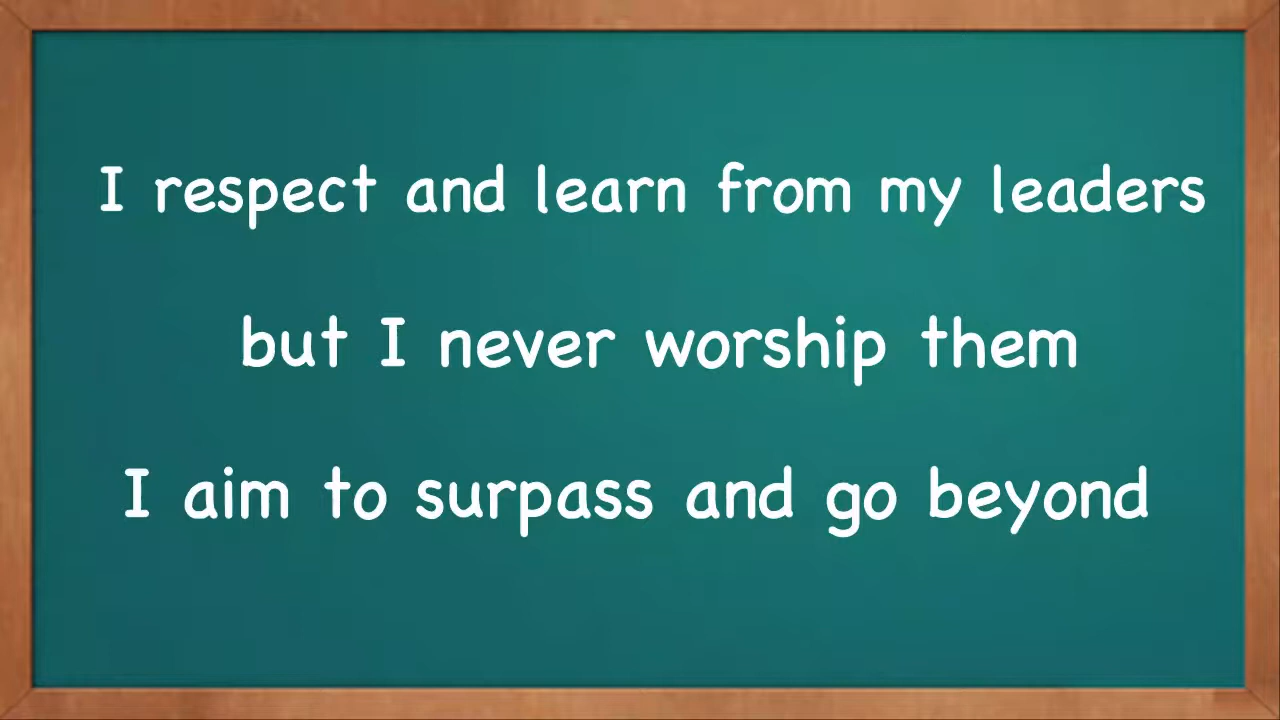 I respect and learn from my leaders
but I never worship them
I aim to surpass and go beyond